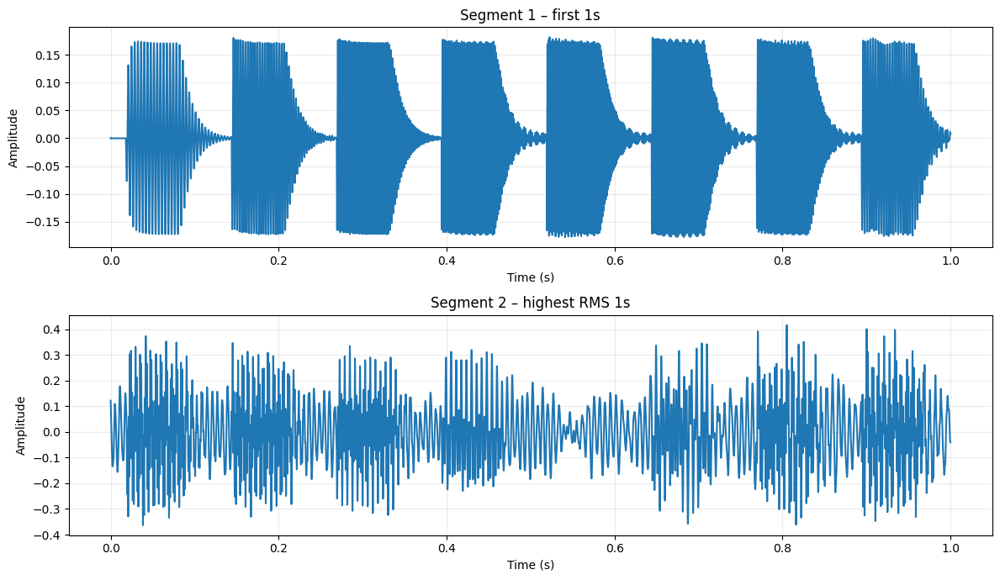 Segment 1 – first 1s
0.15
0.10
0.05
0.00
−0.05
−0.10
−0.15
Amplitude
0.0 0.2 0.4 0.6 0.8 1.0
Time (s)
Segment 2 – highest RMS 1s
0.4
0.3
0.2
0.1
0.0
−0.1
−0.2
−0.3
−0.4
Amplitude
0.0 0.2 0.4 0.6 0.8 1.0
Time (s)